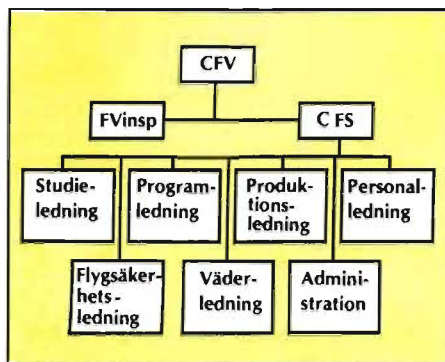 CFV
FVinsp
C FS
Studie-
ledning
Program-
ledning
Produk-
tions-
ledning
Personal-
ledning
Flygsäker-
hets-
ledning
Väder-
ledning
Admini-
stration